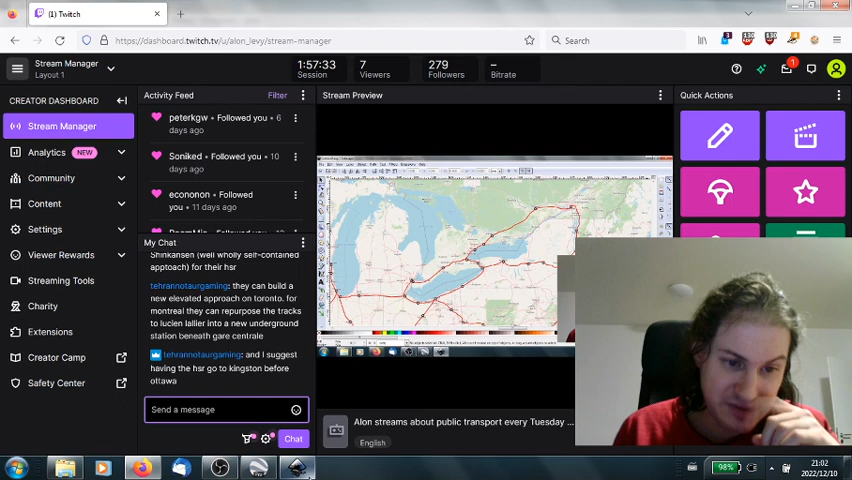 (1) Twitch
https://dashboard.twitch.tv/u/alon_levy/stream-manager
Search
3
130
130
Stream Manager
Layout 1
1:57:33
Session
7
Viewers
279
Followers
–
Bitrate
1
CREATOR DASHBOARD
Stream Manager
Analytics NEW
Community
Content
Settings
Viewer Rewards
Streaming Tools
Charity
Extensions
Creator Camp
Safety Center
Activity Feed
Filter
peterkgw • Followed you • 6
days ago
Soniked • Followed you • 10
days ago
econonon • Followed
you • 11 days ago
My Chat
Shinkansen (well wholly self-contained
approach) for their hsr
tehrannotaurgaming: they can build a
new elevated approach on toronto. for
montreal they can repurpose the tracks
to lucien lallier into a new underground
station beneath gare centrale
tehrannotaurgaming: and I suggest
having the hsr go to kingston before
ottawa
Send a message
Chat
Stream Preview
Alon streams about public transport every Tuesday ...
English
Quick Actions
98%
21:02
2022/12/10